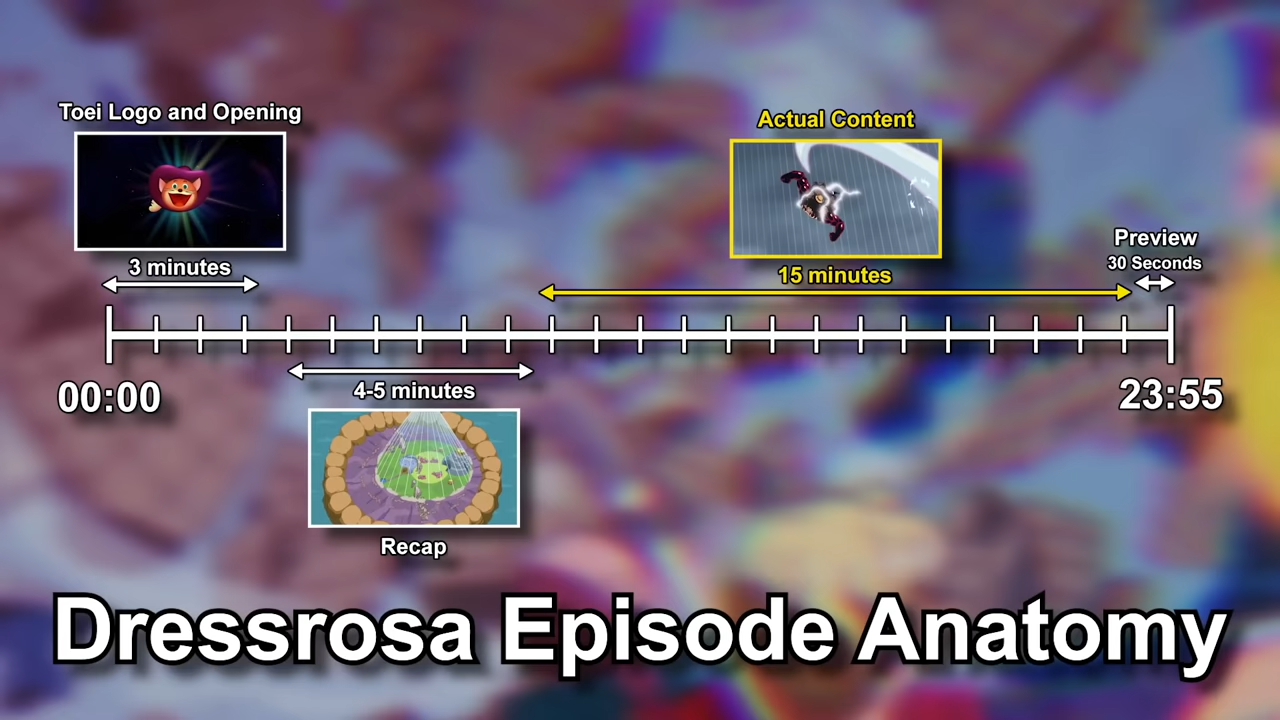 Toei Logo and Opening
3 minutes
Actual Content
15 minutes
Preview
30 Seconds
00:00
23:55
4-5 minutes
Recap
Dressrosa Episode Anatomy